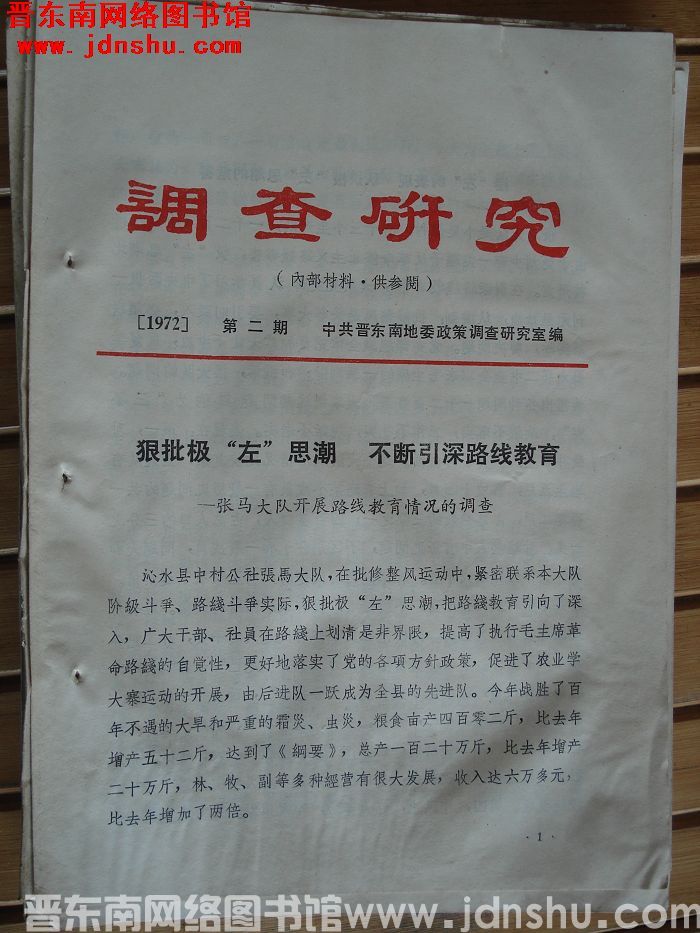 晋东南网络图书馆
www.jdnshu.com
調查研究
（內部材料·供参閱）
［1972］ 第二期 中共晋东南地委政策调查研究室编
狠批极“左”思潮 不断引深路线教育
—张马大队开展路线教育情况的调查
沁水县中村公社張馬大队，在批修整风运动中，紧密联系本大队
阶級斗爭、路綫斗爭实际，狠批极“左”思潮，把路綫教育引向了深
入，广大干部、社員在路綫上划清是非界限，提高了执行毛主席革
命路綫的自覚性，更好地落实了党的各項方針政策，促进了农业学
大寨运动的开展，由后进队一跃成为全县的先进队。今年战胜了百
年不遇的大旱和严重的霜災、虫災，粮食亩产四百零二斤，比去年
增产五十二斤，达到了《綱要》，总产一百二十万斤，比去年增产
二十万斤，林、牧、副等多种經营有很大发展，收入达六万多元，
比去年增加了两倍。
·1·
晋东南网络图书馆www.jdnshu.com